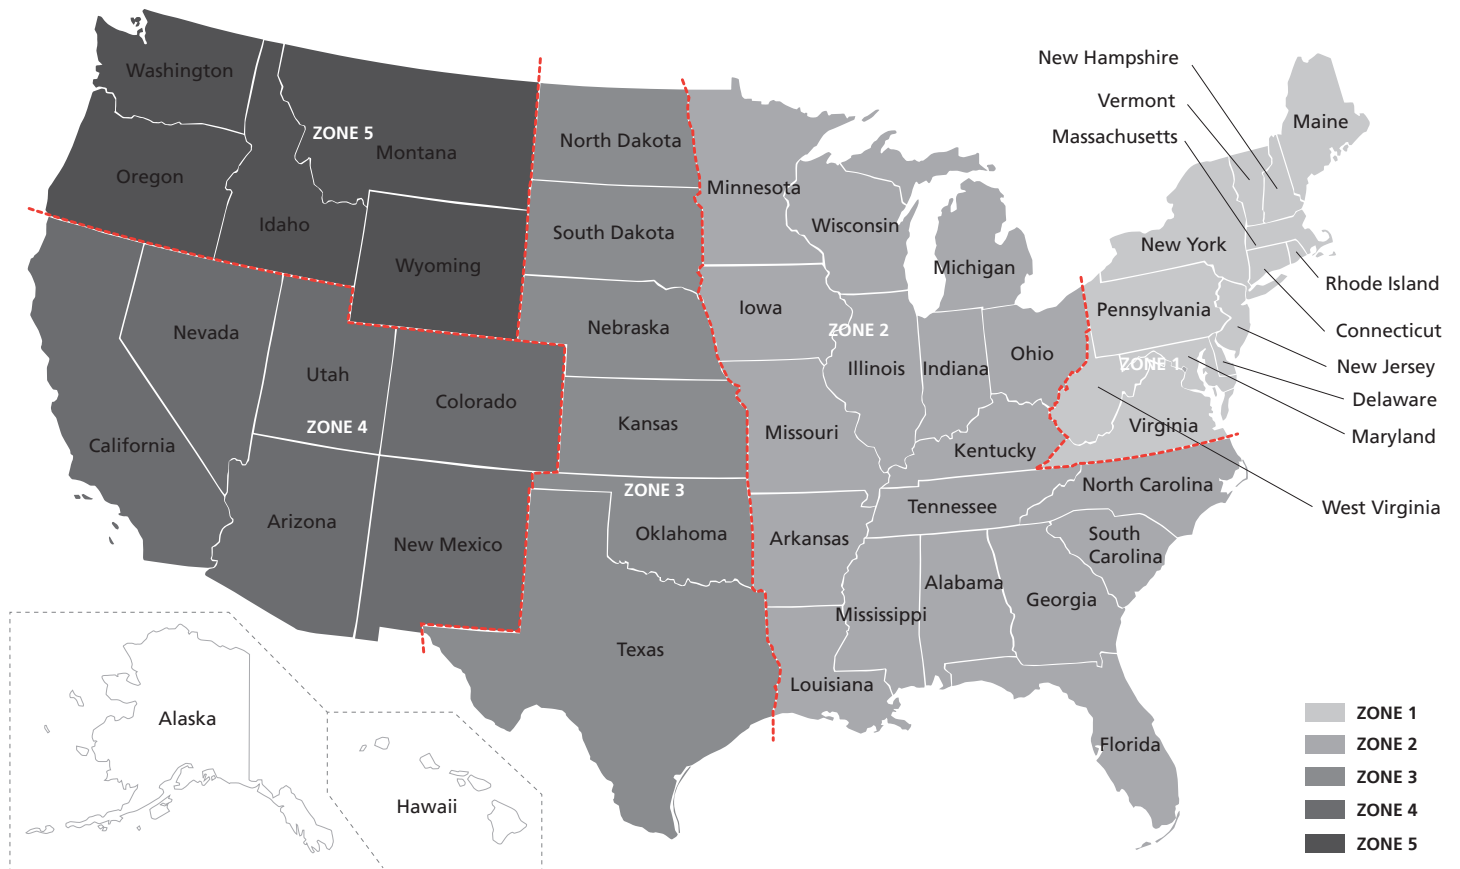 New Hampshire
Washington
Vermont
Maine
ZONE 5
Massachusetts
North Dakota
Montana
Oregon
Minnesota
Idaho
Wisconsin
South Dakota
New York
Wyoming
Michigan
Rhode Island
Iowa
Pennsylvania
Nebraska
ZONE 2
Connecticut
Nevada
Ohio
ZONE 1
New Jersey
Utah
Illinois
Indiana
Colorado
Delaware
Kansas
ZONE 4
Missouri
Virginia
Maryland
California
Kentucky
ZONE 3
North Carolina
Tennessee
West Virginia
Arizona
Oklahoma
Arkansas
South
Carolina
New Mexico
Alabama
Georgia
Mississippi
Texas
Louisiana
Alaska
Florida
Hawaii
ZONE 1
ZONE 2
ZONE 3
ZONE 4
ZONE 5